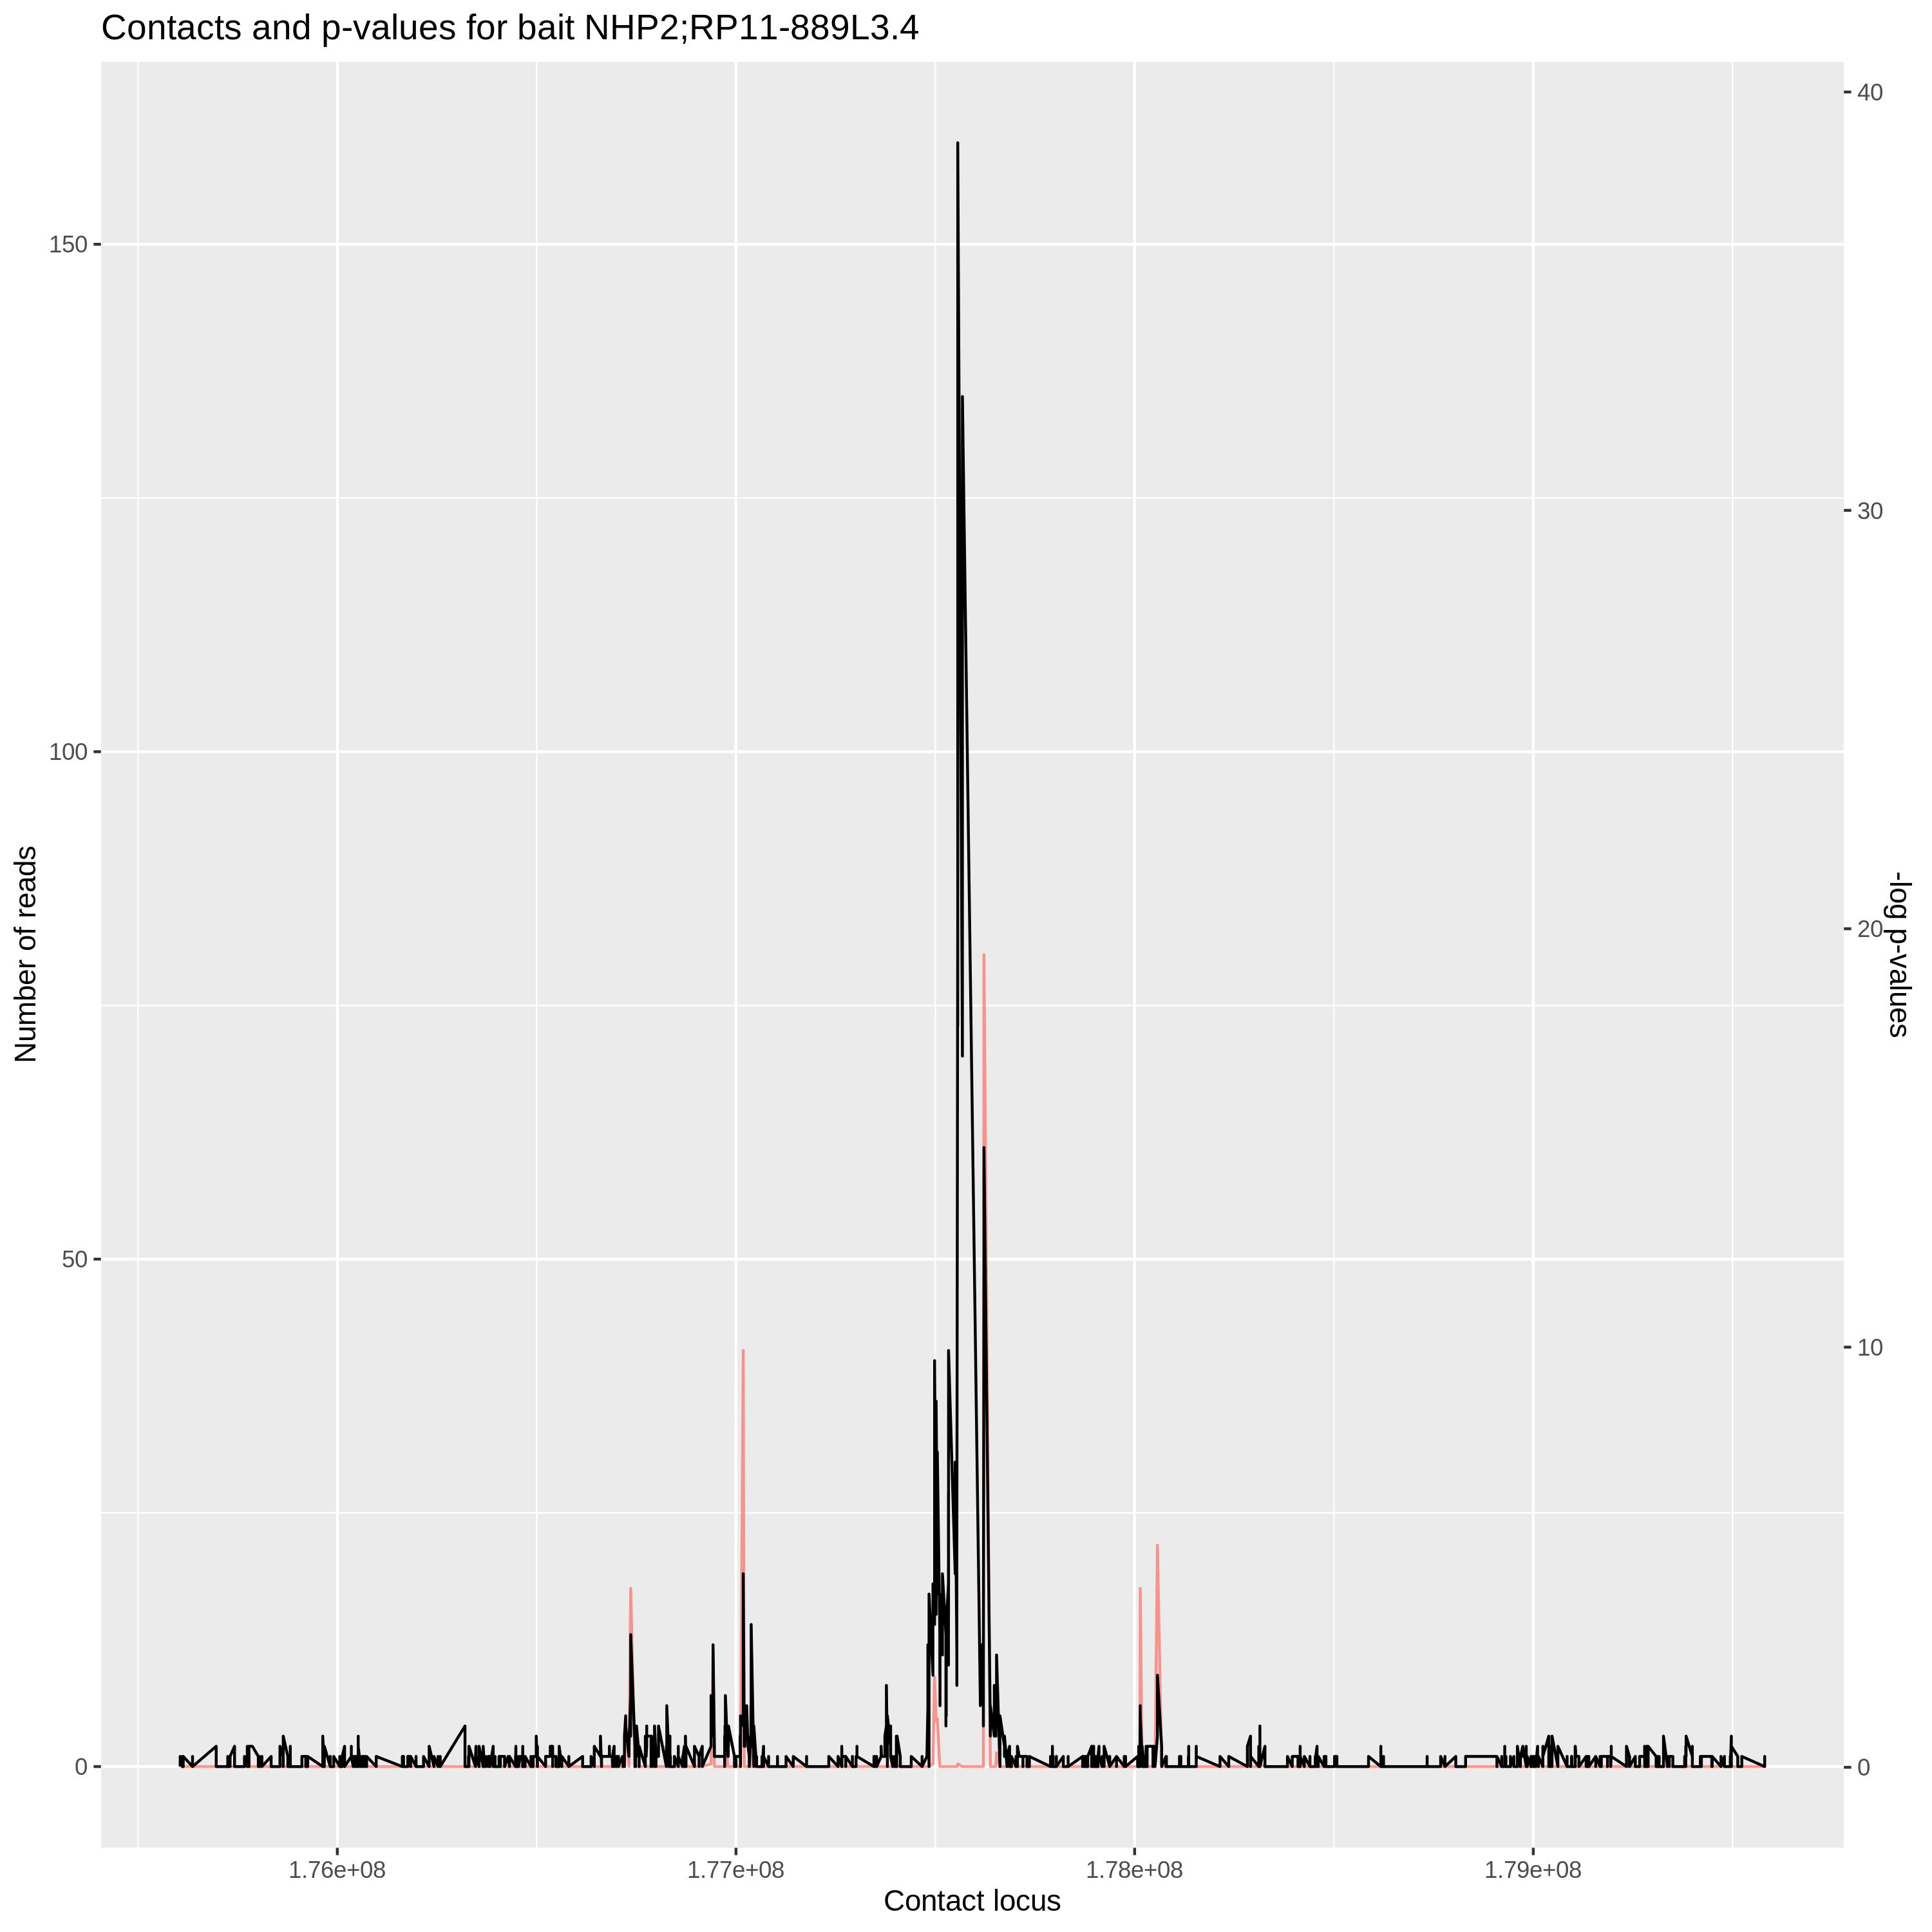 Contacts and p-values for bait NHP2;RP11-889L3.4
Number of reads
150
100
50
0
40
30
20
10
0
-log p-values
1.76e+08
1.77e+08
1.78e+08
1.79e+08
Contact locus